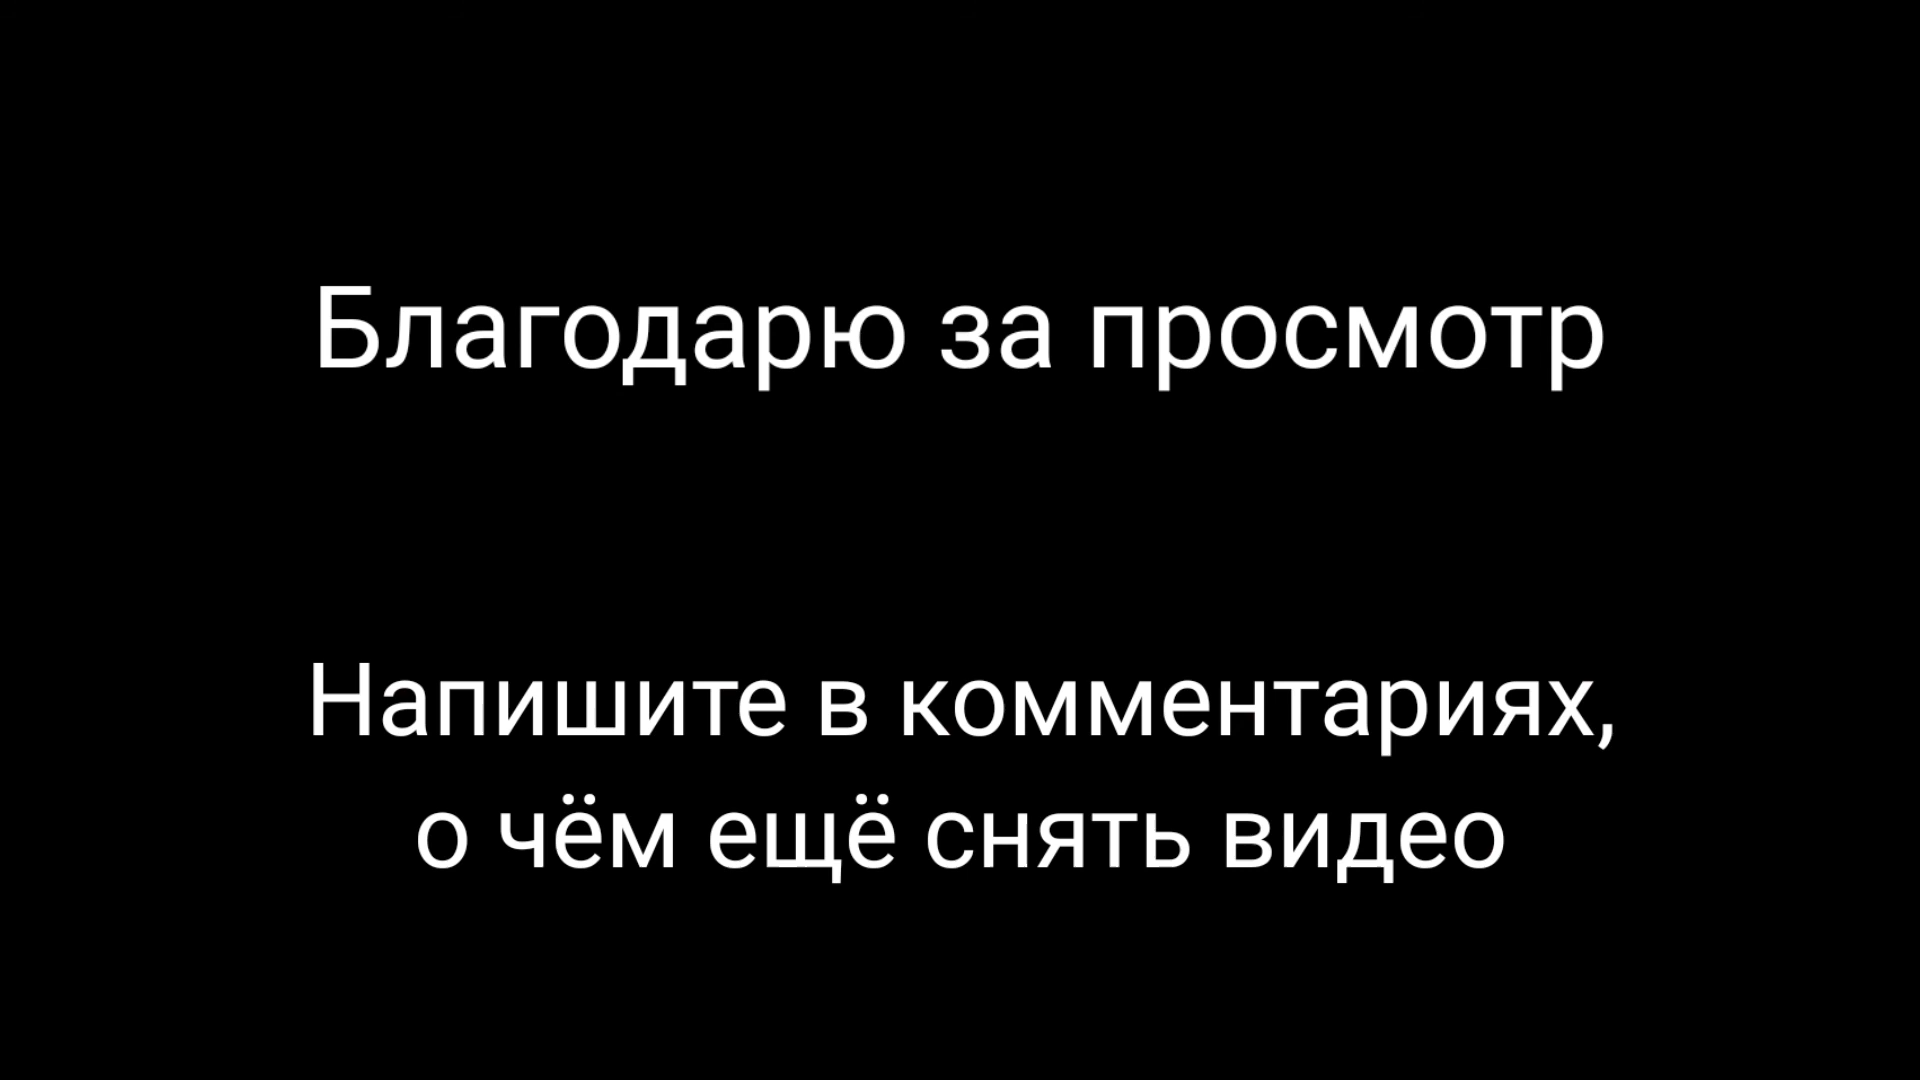 Благодарю за просмотр
Напишите в комментариях,
о чём ещё снять видео